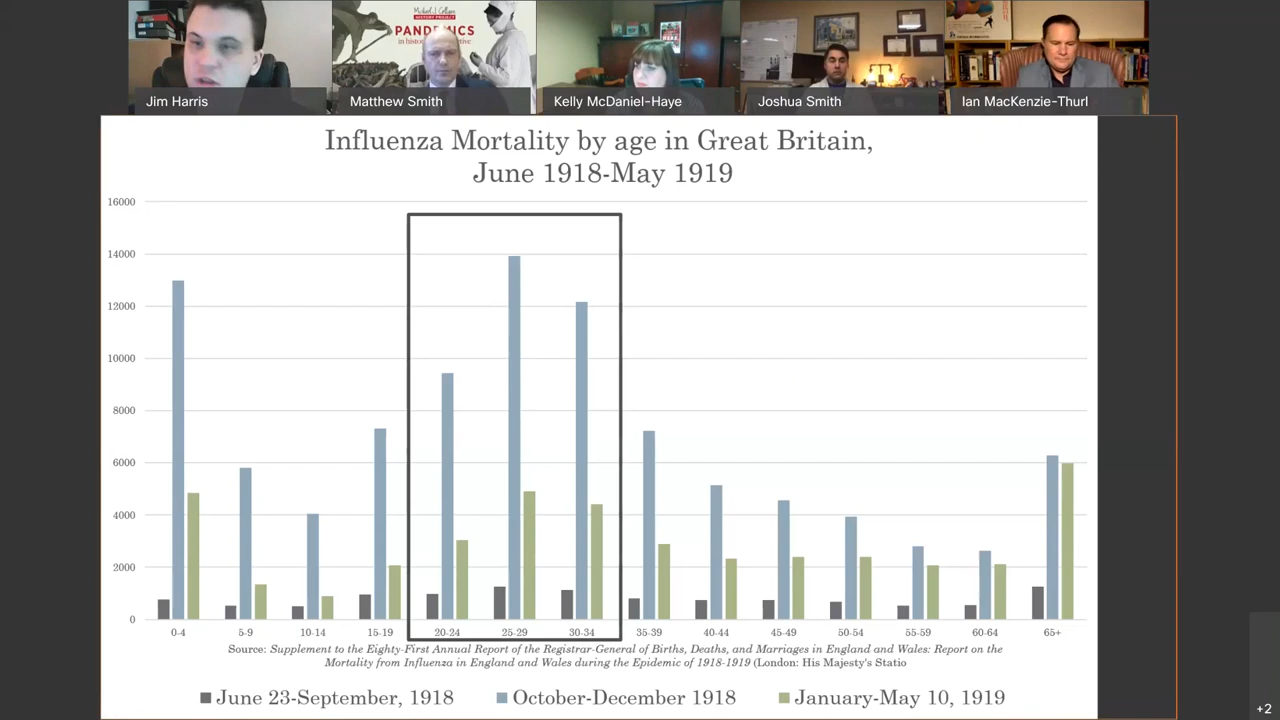 Michael J. Colligan
HISTORY PROJECT
PANDEMICS
in
Jim Harris
Matthew Smith
Kelly McDaniel-Haye
Joshua Smith
Ian MacKenzie-Thurl
Influenza Mortality by age in Great Britain,
June 1918-May 1919
16000
14000
12000
10000
8000
6000
4000
2000
0
0-4 5-9 10-14 15-19 20-24 25-29 30-34 35-39 40-44 45-49 50-54 55-59 60-64 65+
Source: Supplement to the Eighty-First Annual Report of the Registrar-General of Births, Deaths, and Marriages in England and Wales: Report on the
Mortality from Influenza in England and Wales during the Epidemic of 1918-1919 (London: His Majesty's Statio
June 23-September, 1918 October-December 1918 January-May 10, 1919
+2